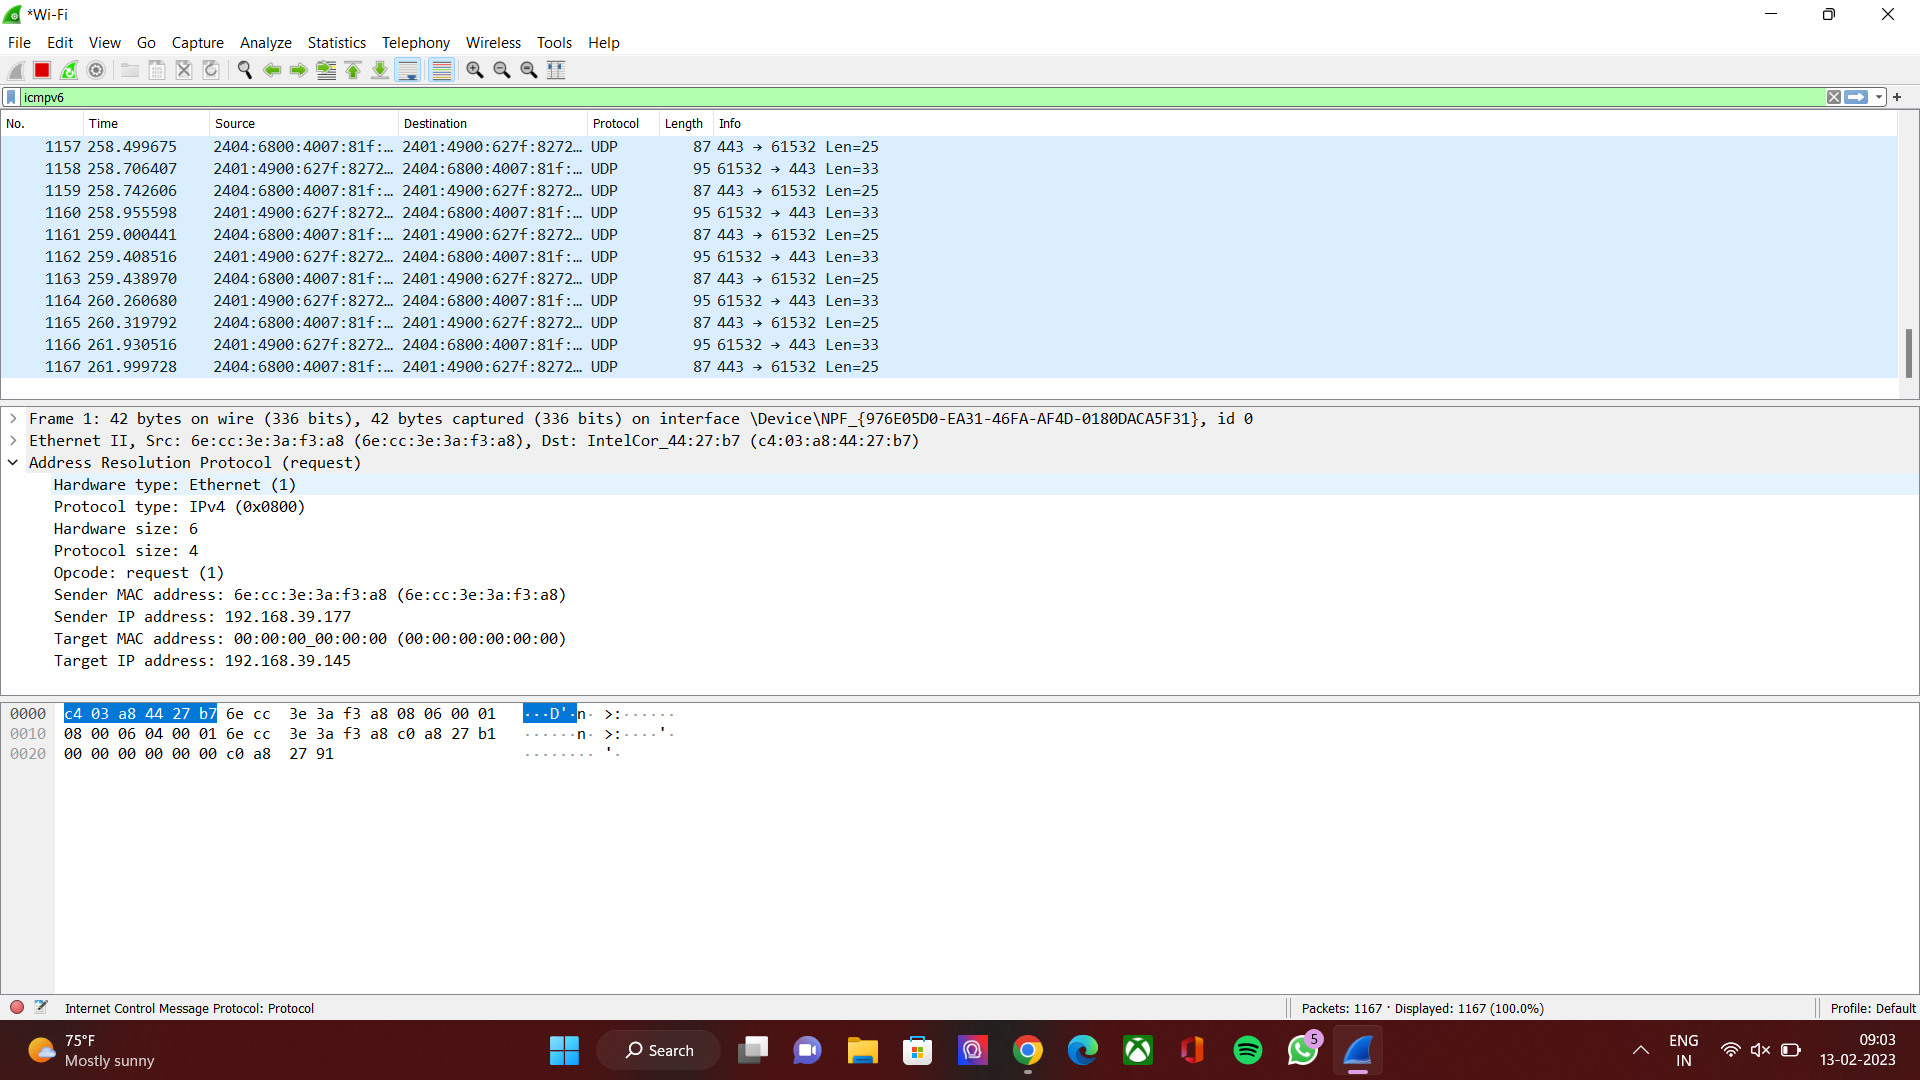 *Wi-Fi
File Edit View Go Capture Analyze Statistics Telephony Wireless Tools Help
icmpv6
No. Time Source Destination Protocol Length Info
1157 258.499675 2404:6800:4007:81f:… 2401:4900:627f:8272… UDP 87 443 → 61532 Len=25
1158 258.706407 2401:4900:627f:8272… 2404:6800:4007:81f:… UDP 95 61532 → 443 Len=33
1159 258.742606 2404:6800:4007:81f:… 2401:4900:627f:8272… UDP 87 443 → 61532 Len=25
1160 258.955598 2401:4900:627f:8272… 2404:6800:4007:81f:… UDP 95 61532 → 443 Len=33
1161 259.000441 2404:6800:4007:81f:… 2401:4900:627f:8272… UDP 87 443 → 61532 Len=25
1162 259.408516 2401:4900:627f:8272… 2404:6800:4007:81f:… UDP 95 61532 → 443 Len=33
1163 259.438970 2404:6800:4007:81f:… 2401:4900:627f:8272… UDP 87 443 → 61532 Len=25
1164 260.260680 2401:4900:627f:8272… 2404:6800:4007:81f:… UDP 95 61532 → 443 Len=33
1165 260.319792 2404:6800:4007:81f:… 2401:4900:627f:8272… UDP 87 443 → 61532 Len=25
1166 261.930516 2401:4900:627f:8272… 2404:6800:4007:81f:… UDP 95 61532 → 443 Len=33
1167 261.999728 2404:6800:4007:81f:… 2401:4900:627f:8272… UDP 87 443 → 61532 Len=25
Frame 1: 42 bytes on wire (336 bits), 42 bytes captured (336 bits) on interface \Device\NPF_{976E05D0-EA31-46FA-AF4D-0180DACA5F31}, id 0
Ethernet II, Src: 6e:cc:3e:3a:f3:a8 (6e:cc:3e:3a:f3:a8), Dst: IntelCor_44:27:b7 (c4:03:a8:44:27:b7)
Address Resolution Protocol (request)
Hardware type: Ethernet (1)
Protocol type: IPv4 (0x0800)
Hardware size: 6
Protocol size: 4
Opcode: request (1)
Sender MAC address: 6e:cc:3e:3a:f3:a8 (6e:cc:3e:3a:f3:a8)
Sender IP address: 192.168.39.177
Target MAC address: 00:00:00_00:00:00 (00:00:00:00:00:00)
Target IP address: 192.168.39.145
0000 c4 03 a8 44 27 b7 6e cc 3e 3a f3 a8 08 06 00 01 ···D'·n· >:······
0010 08 00 06 04 00 01 6e cc 3e 3a f3 a8 c0 a8 27 b1 ······n· >:····'·
0020 00 00 00 00 00 00 c0 a8 27 91 ········ '·
Internet Control Message Protocol: Protocol
Packets: 1167 · Displayed: 1167 (100.0%)
Profile: Default
75°F
Mostly sunny
Search
5
ENG
IN
09:03
13-02-2023